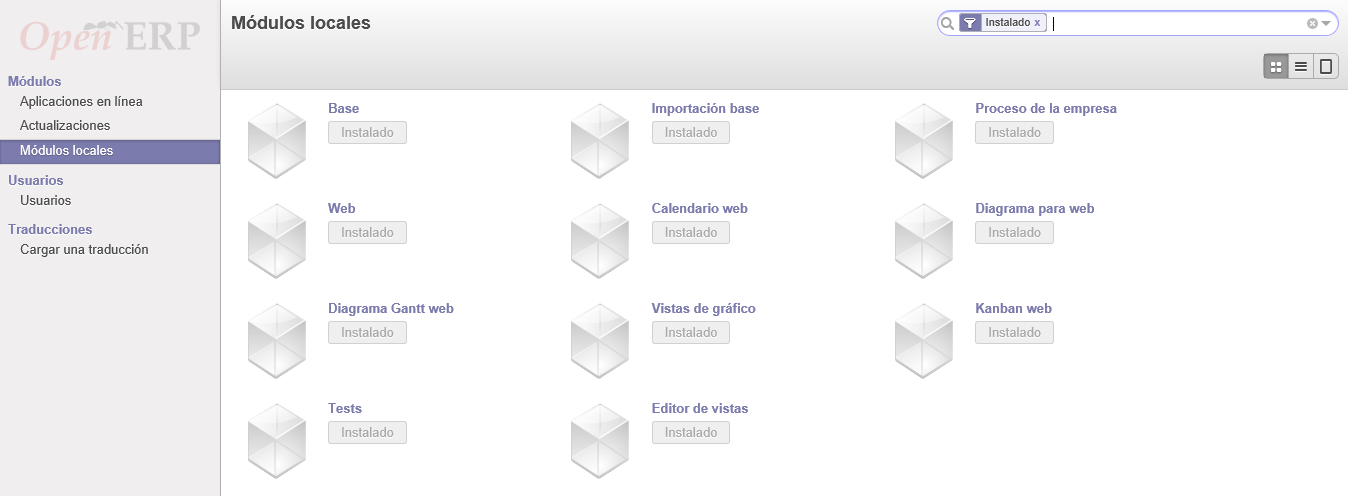 Open ERP
Módulos
Aplicaciones en línea
Actualizaciones
Módulos locales
Usuarios
Usuarios
Traducciones
Cargar una traducción
Módulos locales
Instalado x
Base
Instalado
Importación base
Instalado
Proceso de la empresa
Instalado
Web
Instalado
Calendario web
Instalado
Diagrama para web
Instalado
Diagrama Gantt web
Instalado
Vistas de gráfico
Instalado
Kanban web
Instalado
Tests
Instalado
Editor de vistas
Instalado